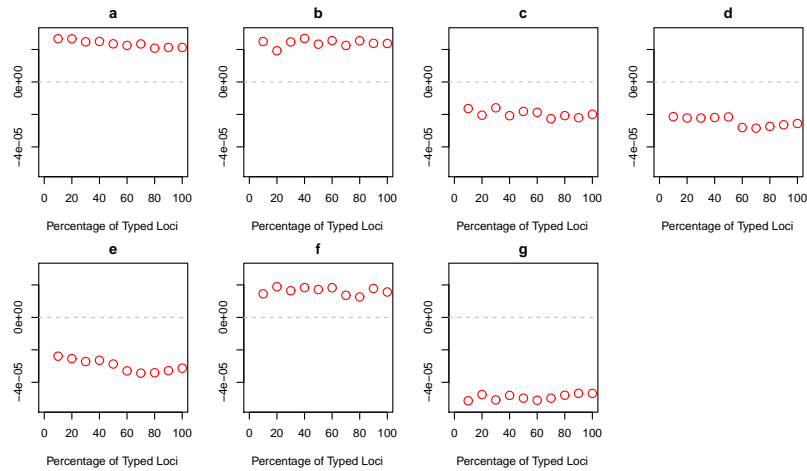 a b c d
0e+00 0e+00 0e+00 0e+00
−4e−05 −4e−05 −4e−05 −4e−05
0 20 40 60 80 100 0 20 40 60 80 100 0 20 40 60 80 100 0 20 40 60 80 100
Percentage of Typed Loci Percentage of Typed Loci Percentage of Typed Loci Percentage of Typed Loci
e f g
0e+00 0e+00 0e+00
−4e−05 −4e−05 −4e−05
0 20 40 60 80 100 0 20 40 60 80 100 0 20 40 60 80 100
Percentage of Typed Loci Percentage of Typed Loci Percentage of Typed Loci